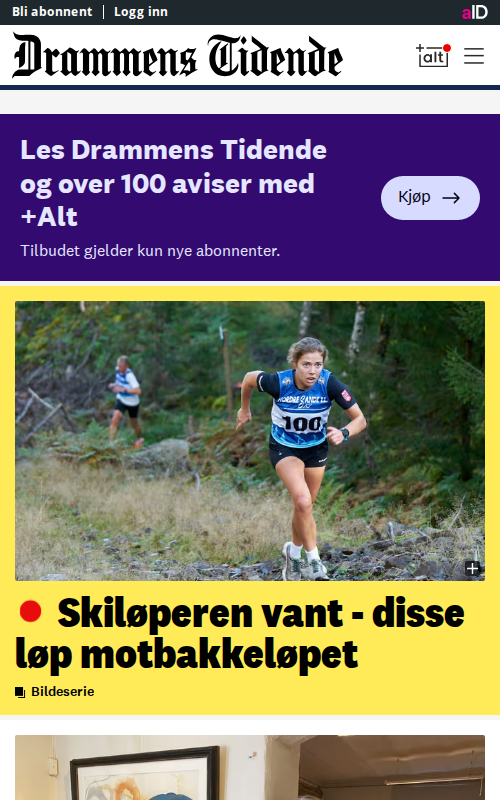 Bli abonnent
Logg inn
aID
Drammens Tidende
+alt
Les Drammens Tidende
og over 100 aviser med
+Alt
Kjøp
Tilbudet gjelder kun nye abonnenter.
100
Skiløperen vant - disse
løp motbakkeløpet
Bildeserie